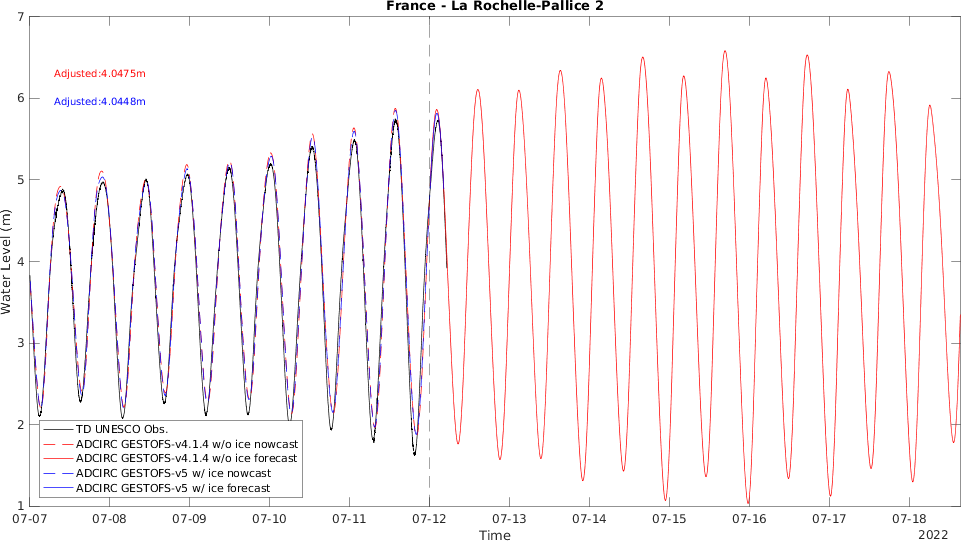 France - La Rochelle-Pallice 2
7
Adjusted:4.0475m
6
Adjusted:4.0448m
5
Water Level (m)
4
3
2
TD UNESCO Obs.
ADCIRC GESTOFS-v4.1.4 w/o ice nowcast
ADCIRC GESTOFS-v4.1.4 w/o ice forecast
ADCIRC GESTOFS-v5 w/ ice nowcast
ADCIRC GESTOFS-v5 w/ ice forecast
1
07-07 07-08 07-09 07-10 07-11 07-12 07-13 07-14 07-15 07-16 07-17 07-18
Time
2022